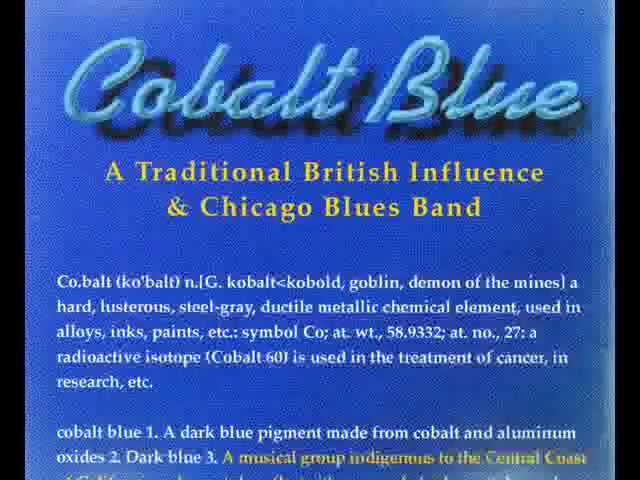 Cobalt Blue
A Traditional British Influence
& Chicago Blues Band
Co.balt (ko'balt) n.[G. kobalt<kobold, goblin, demon of the mines] a
hard, lusterous, steel-gray, ductile metallic chemical element, used in
alloys, inks, paints, etc.: symbol Co; at. wt., 58.9332; at. no., 27: a
radioactive isotope (Cobalt 60) is used in the treatment of cancer, in
research, etc.
cobalt blue 1. A dark blue pigment made from cobalt and aluminum
oxides 2. Dark blue 3. A musical group indigenous to the Central Coast